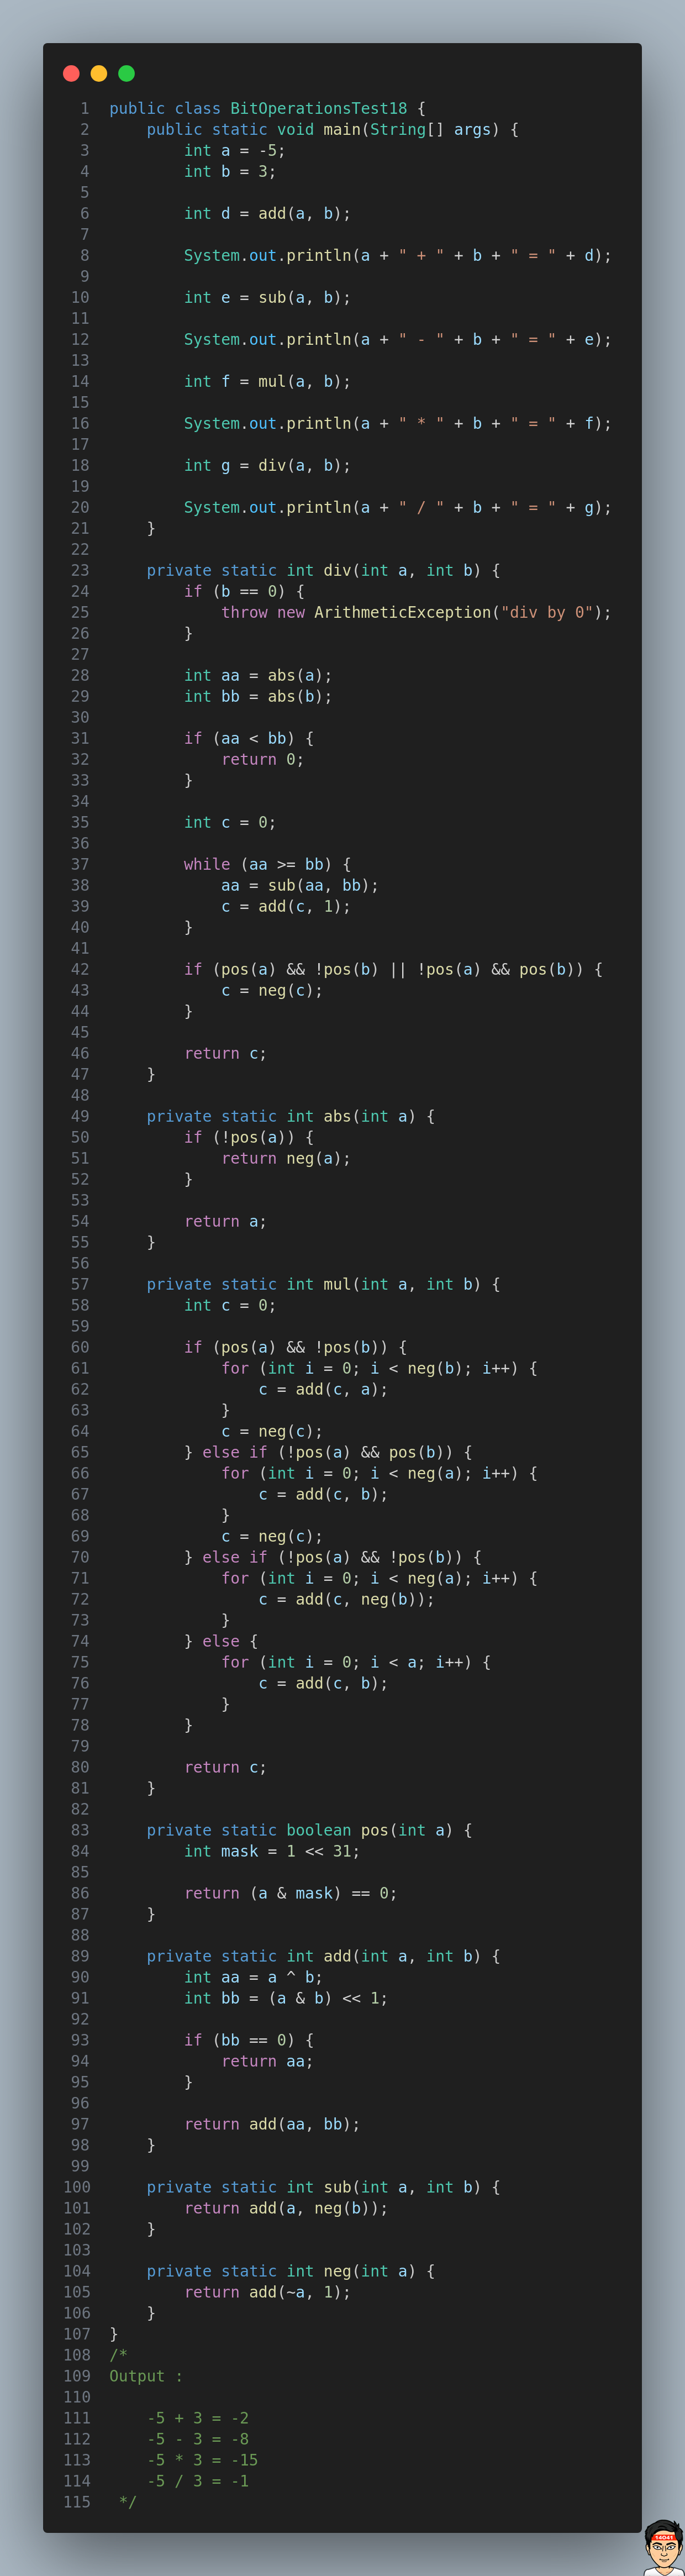 1 public class BitOperationsTest18 {
2     public static void main(String[] args) {
3         int a = -5;
4         int b = 3;
5
6         int d = add(a, b);
7
8         System.out.println(a + " + " + b + " = " + d);
9
10         int e = sub(a, b);
11
12         System.out.println(a + " - " + b + " = " + e);
13
14         int f = mul(a, b);
15
16         System.out.println(a + " * " + b + " = " + f);
17
18         int g = div(a, b);
19
20         System.out.println(a + " / " + b + " = " + g);
21     }
22
23     private static int div(int a, int b) {
24         if (b == 0) {
25             throw new ArithmeticException("div by 0");
26         }
27
28         int aa = abs(a);
29         int bb = abs(b);
30
31         if (aa < bb) {
32             return 0;
33         }
34
35         int c = 0;
36
37         while (aa >= bb) {
38             aa = sub(aa, bb);
39             c = add(c, 1);
40         }
41
42         if (pos(a) && !pos(b) || !pos(a) && pos(b)) {
43             c = neg(c);
44         }
45
46         return c;
47     }
48
49     private static int abs(int a) {
50         if (!pos(a)) {
51             return neg(a);
52         }
53
54         return a;
55     }
56
57     private static int mul(int a, int b) {
58         int c = 0;
59
60         if (pos(a) && !pos(b)) {
61             for (int i = 0; i < neg(b); i++) {
62                 c = add(c, a);
63             }
64             c = neg(c);
65         } else if (!pos(a) && pos(b)) {
66             for (int i = 0; i < neg(a); i++) {
67                 c = add(c, b);
68             }
69             c = neg(c);
70         } else if (!pos(a) && !pos(b)) {
71             for (int i = 0; i < neg(a); i++) {
72                 c = add(c, neg(b));
73             }
74         } else {
75             for (int i = 0; i < a; i++) {
76                 c = add(c, b);
77             }
78         }
79
80         return c;
81     }
82
83     private static boolean pos(int a) {
84         int mask = 1 << 31;
85
86         return (a & mask) == 0;
87     }
88
89     private static int add(int a, int b) {
90         int aa = a ^ b;
91         int bb = (a & b) << 1;
92
93         if (bb == 0) {
94             return aa;
95         }
96
97         return add(aa, bb);
98     }
99
100     private static int sub(int a, int b) {
101         return add(a, neg(b));
102     }
103
104     private static int neg(int a) {
105         return add(~a, 1);
106     }
107 }
108 /*
109 Output :
110
111     -5 + 3 = -2
112     -5 - 3 = -8
113     -5 * 3 = -15
114     -5 / 3 = -1
115  */
14041